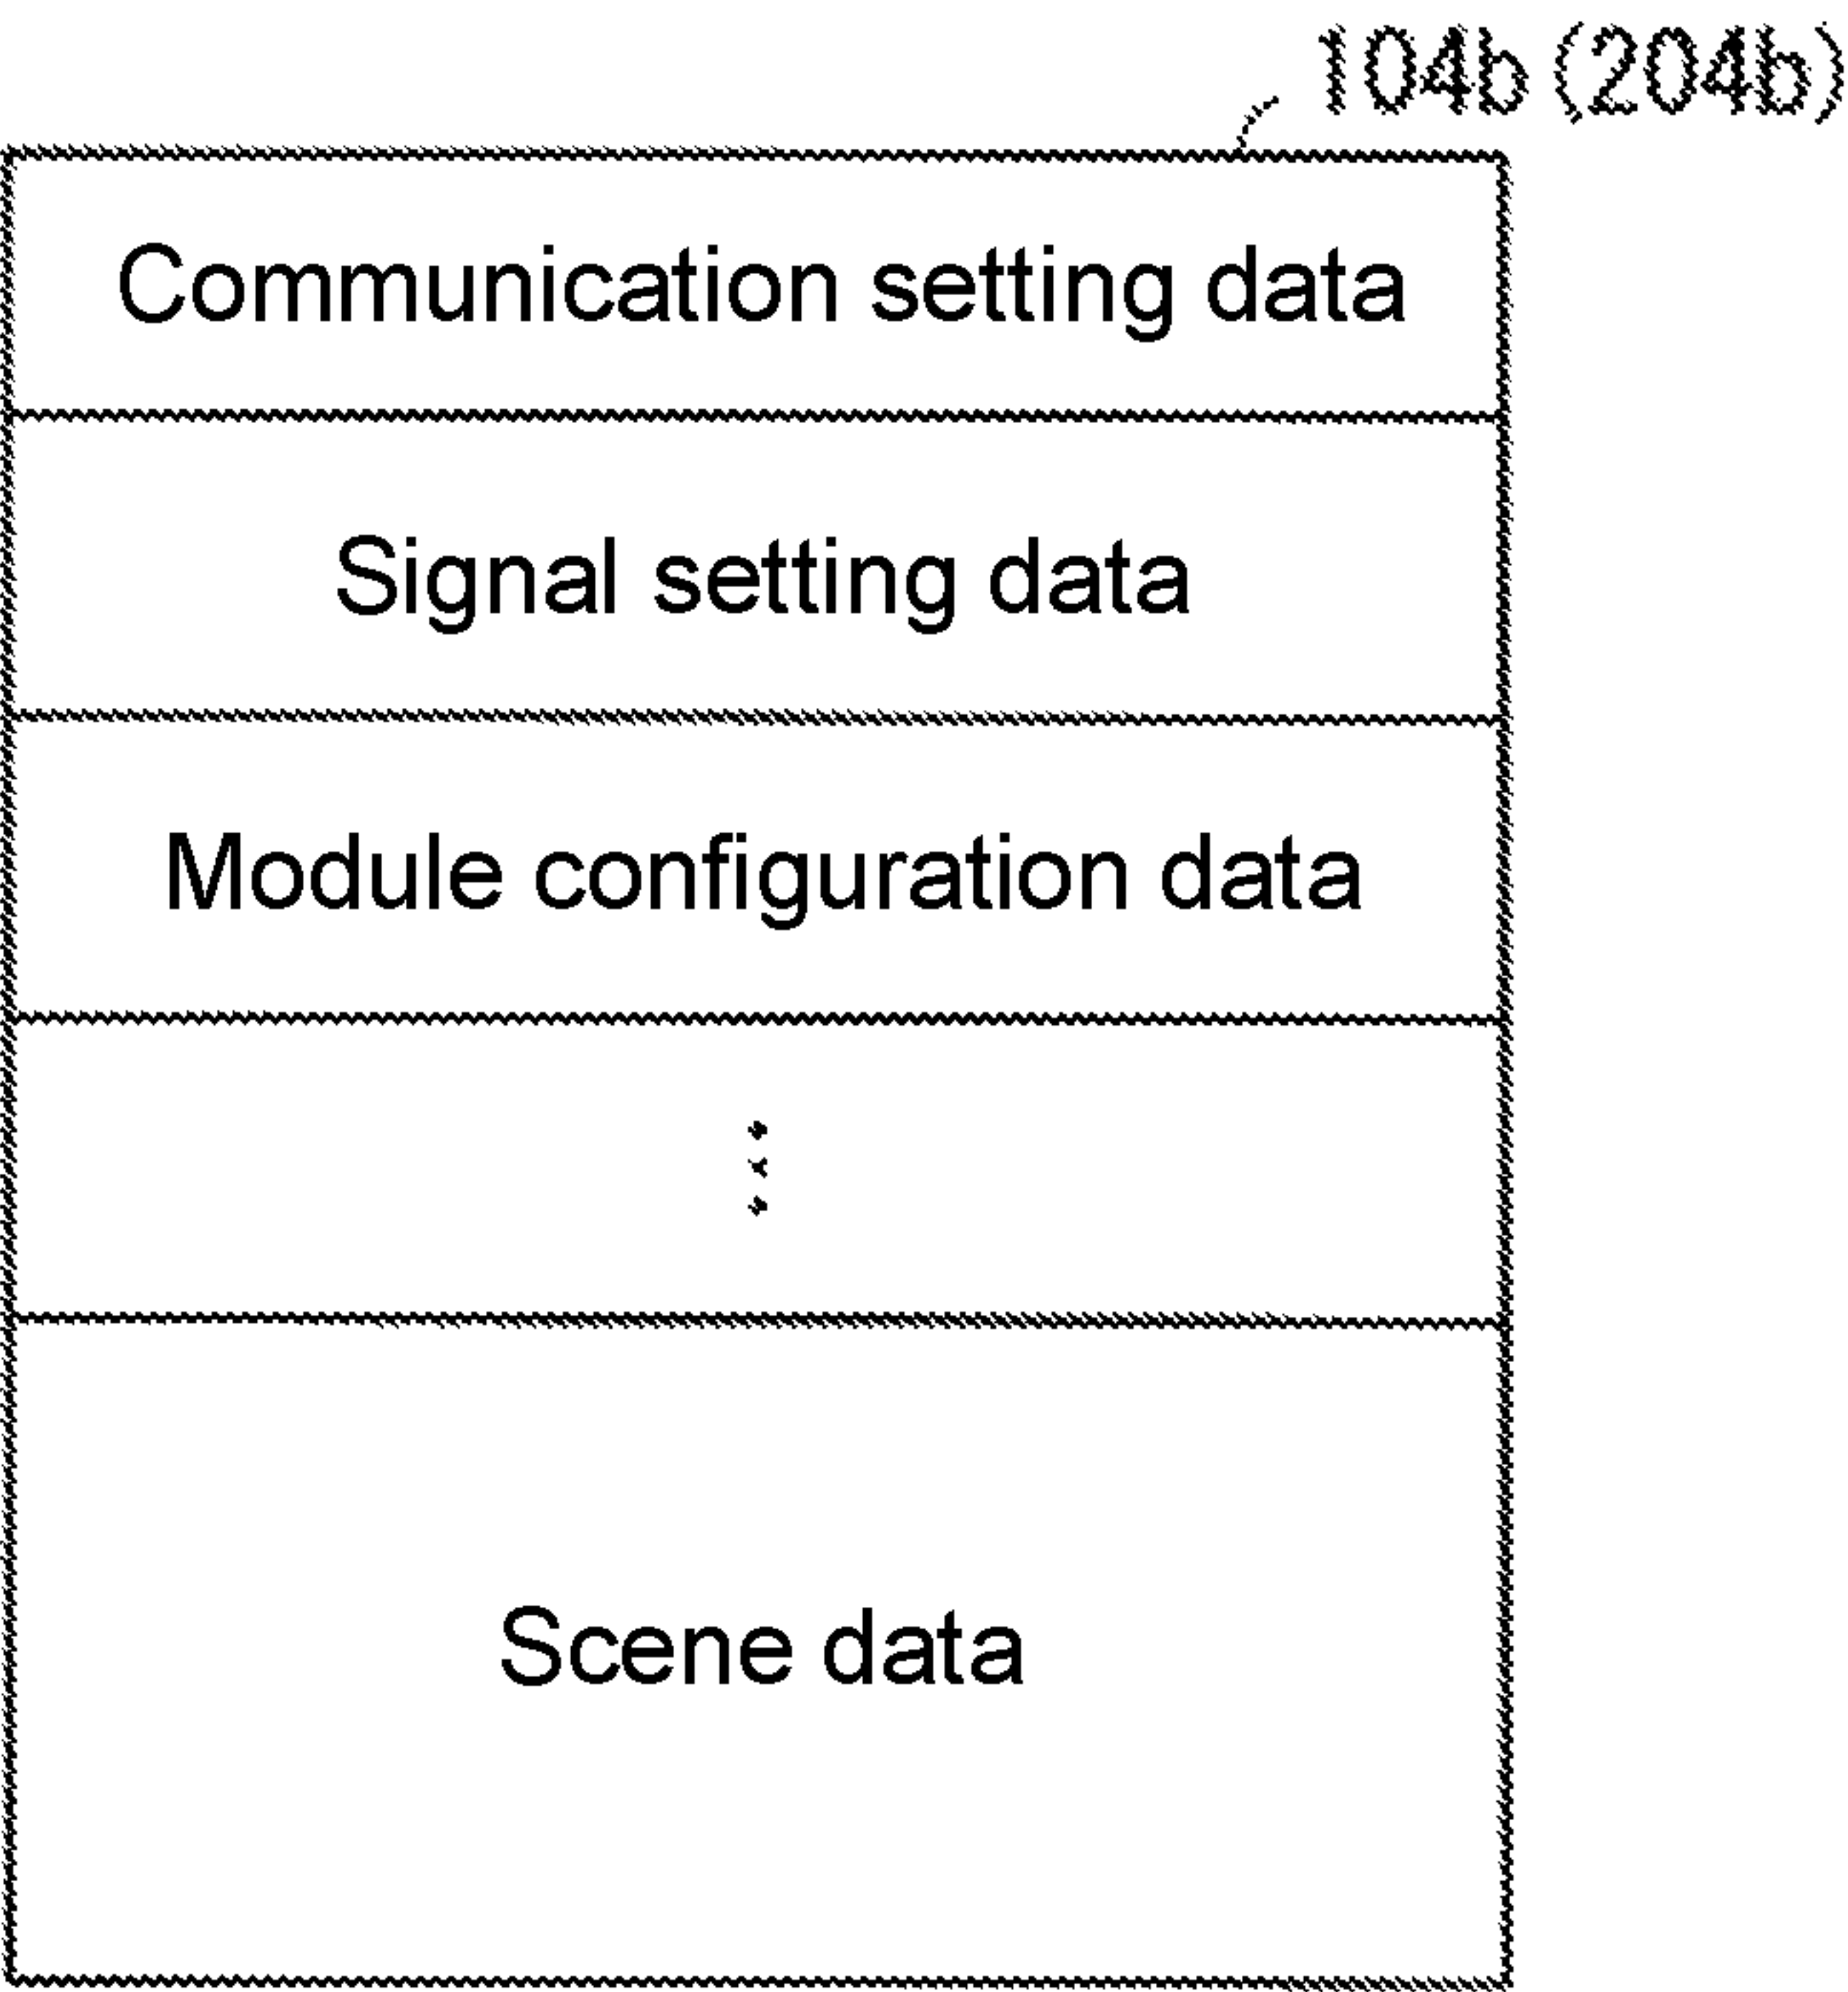 104b (204b)
Communication setting data
Signal setting data
Module configuration data
⋮
Scene data